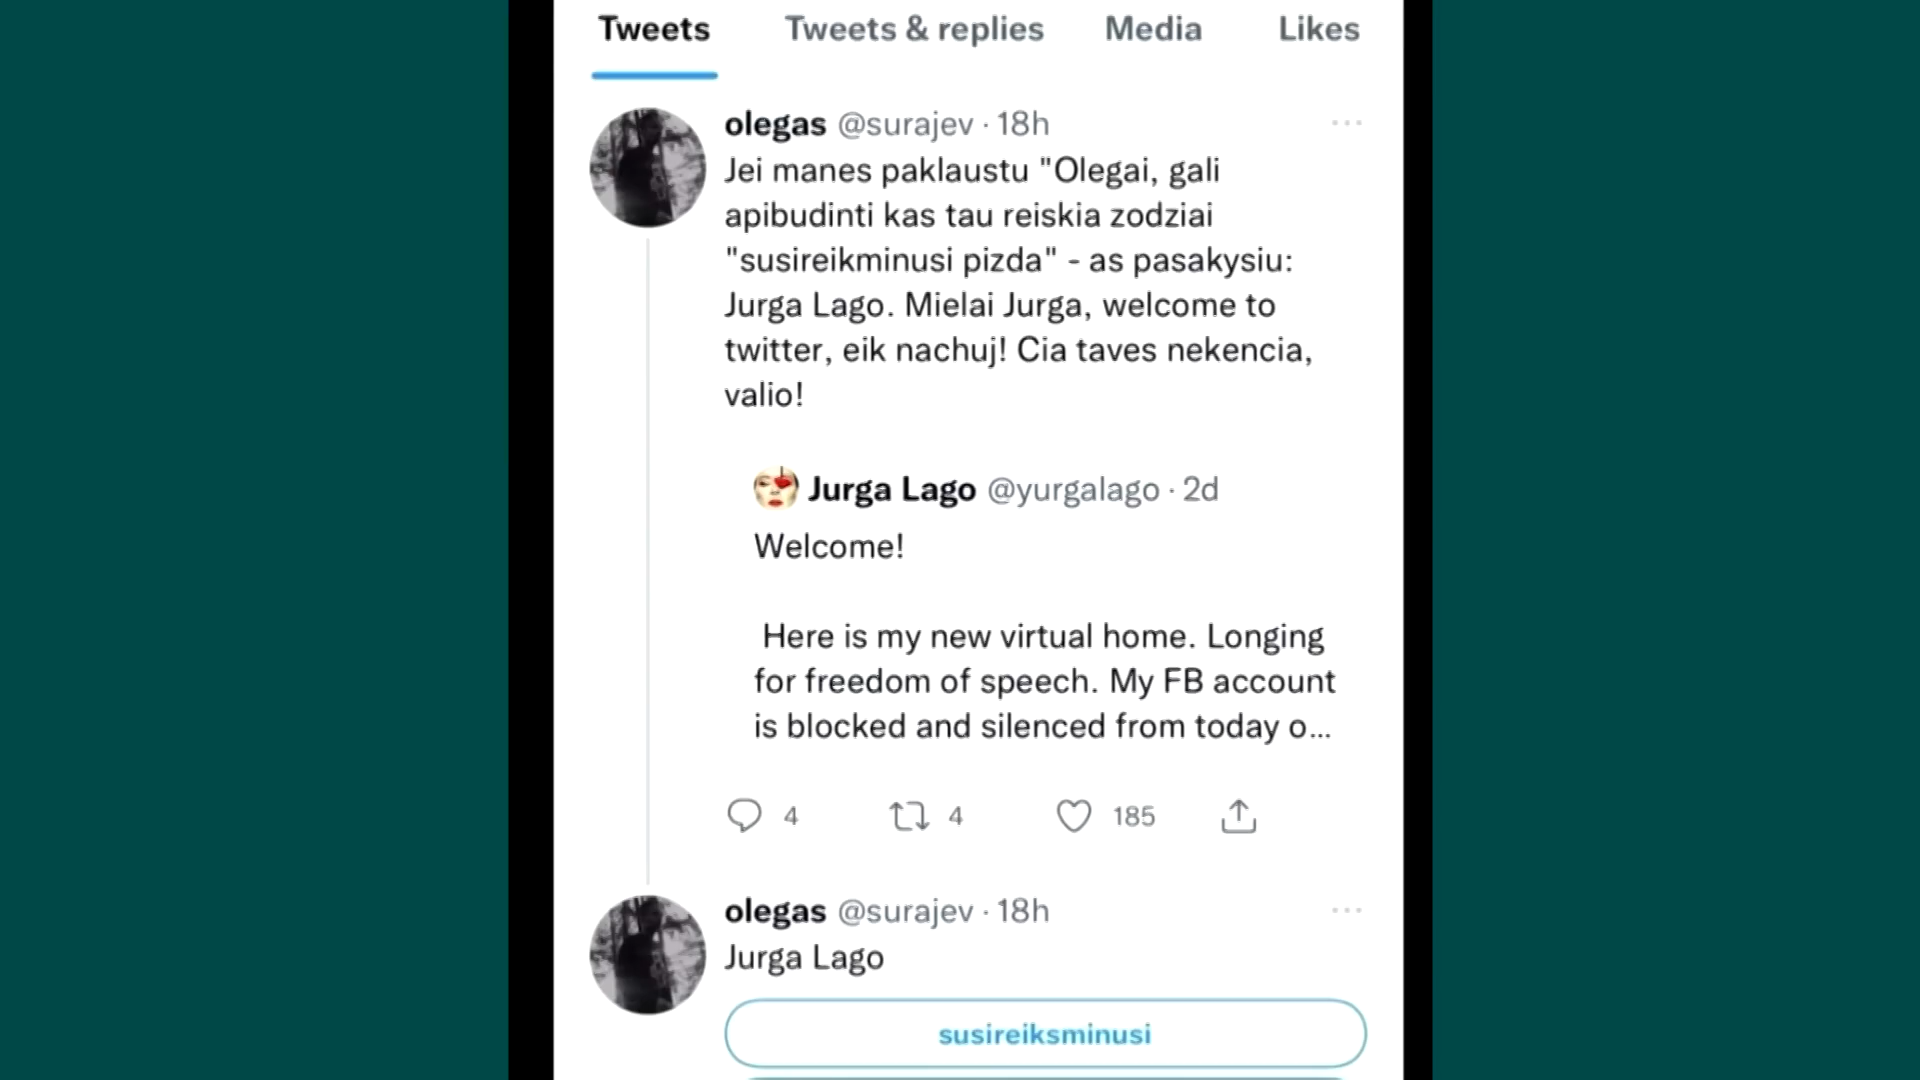 Tweets Tweets & replies Media Likes
olegas @surajev · 18h
Jei manes paklaustu "Olegai, gali
apibudinti kas tau reiskia zodziai
"susireikminusi pizda" - as pasakysiu:
Jurga Lago. Mielai Jurga, welcome to
twitter, eik nachuj! Cia taves nekencia,
valio!
Jurga Lago @yurgalago · 2d
Welcome!
Here is my new virtual home. Longing
for freedom of speech. My FB account
is blocked and silenced from today o...
4 4 185
olegas @surajev · 18h
Jurga Lago
susireiksminusi